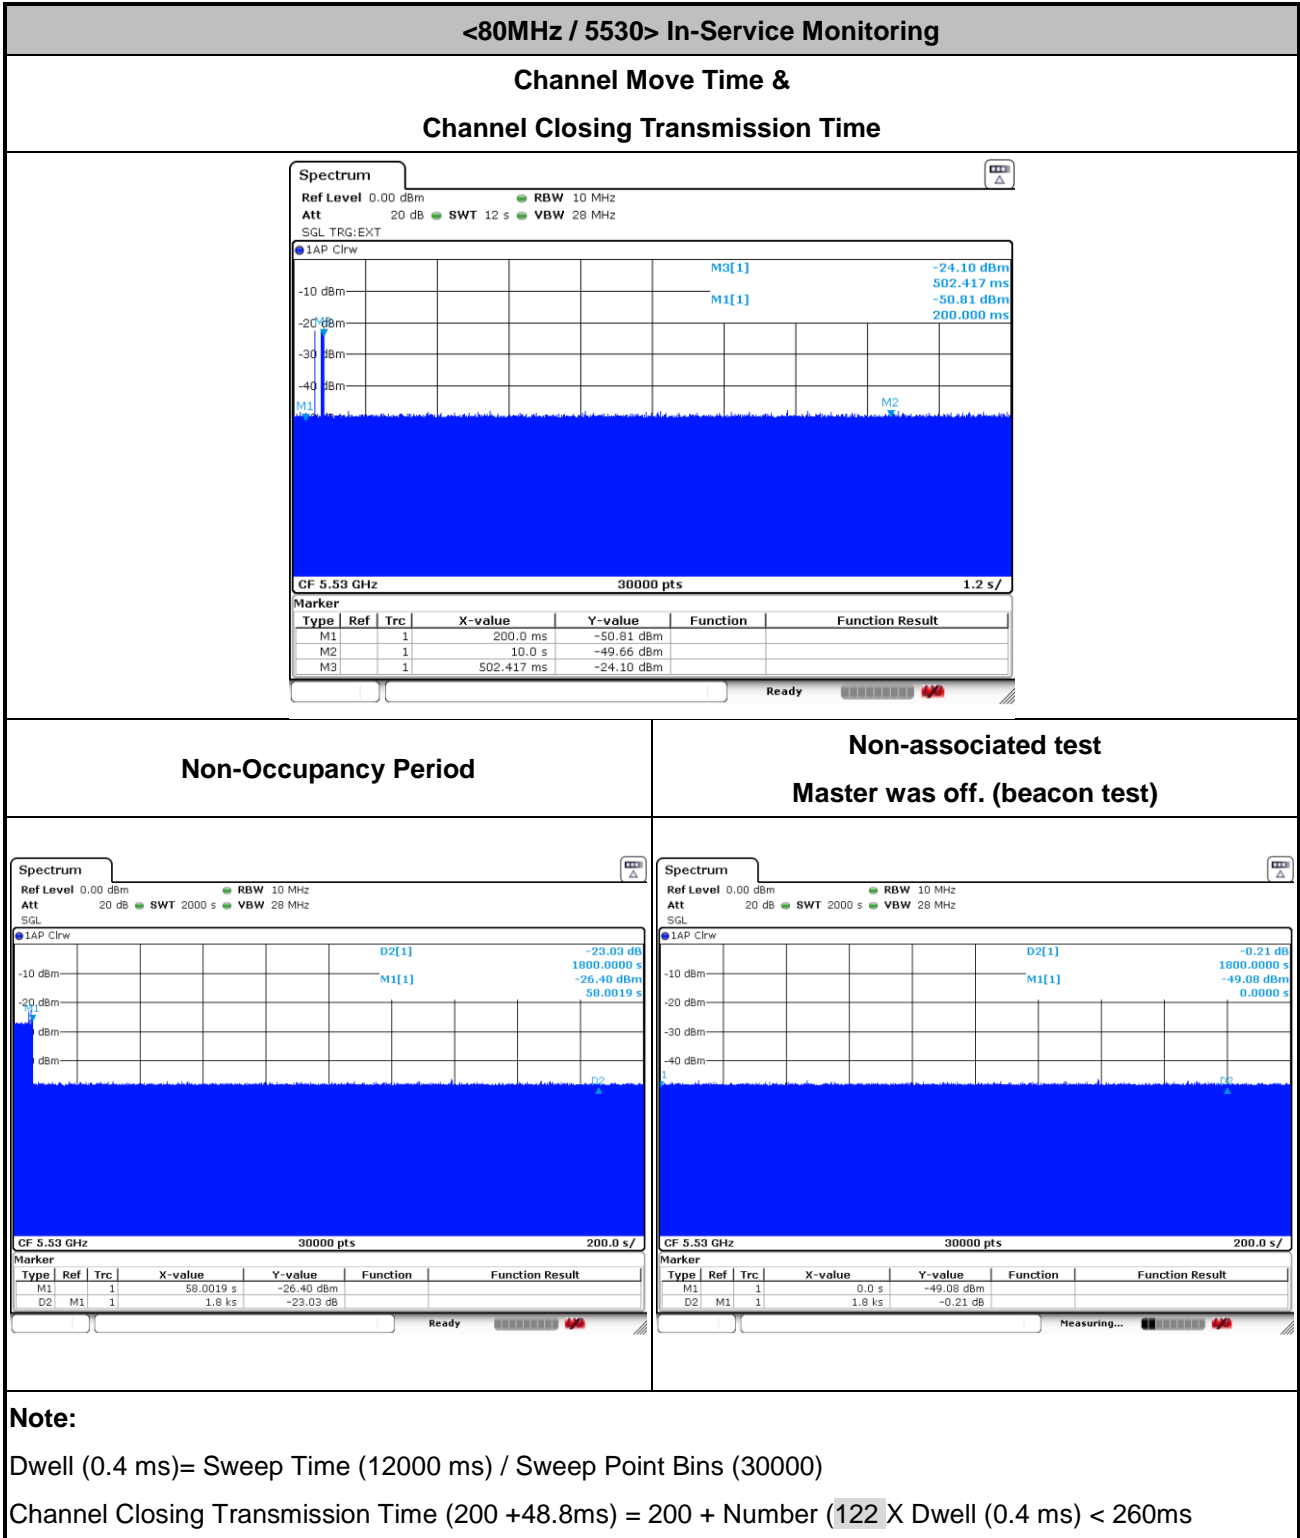 <80MHz / 5530> In-Service Monitoring
Channel Move Time &
Channel Closing Transmission Time
Spectrum
Ref Level 0.00 dBm RBW 10 MHz
Att 20 dB SWT 12 s VBW 28 MHz
SGL TRG:EXT
1AP Clrw
M3[1] -24.10 dBm
502.417 ms
-10 dBm
M1[1] -50.81 dBm
200.000 ms
-20 dBm
-30 dBm
-40 dBm
M1
M2
CF 5.53 GHz 30000 pts 1.2 s/
Marker
Type Ref Trc X-value Y-value Function Function Result
M1 1 200.0 ms -50.81 dBm
M2 1 10.0 s -49.66 dBm
M3 1 502.417 ms -24.10 dBm
Ready
Non-Occupancy Period
Non-associated test
Master was off. (beacon test)
Spectrum
Ref Level 0.00 dBm RBW 10 MHz
Att 20 dB SWT 2000 s VBW 28 MHz
SGL
1AP Clrw
D2[1] -23.03 dB
1800.0000 s
-10 dBm
M1[1] -26.40 dBm
58.0019 s
-20 dBm
M1
dBm
dBm
D2
CF 5.53 GHz 30000 pts 200.0 s/
Marker
Type Ref Trc X-value Y-value Function Function Result
M1 1 58.0019 s -26.40 dBm
D2 M1 1 1.8 ks -23.03 dB
Ready
Spectrum
Ref Level 0.00 dBm RBW 10 MHz
Att 20 dB SWT 2000 s VBW 28 MHz
SGL
1AP Clrw
D2[1] -0.21 dB
1800.0000 s
-10 dBm
M1[1] -49.08 dBm
0.0000 s
-20 dBm
-30 dBm
-40 dBm
1
D2
CF 5.53 GHz 30000 pts 200.0 s/
Marker
Type Ref Trc X-value Y-value Function Function Result
M1 1 0.0 s -49.08 dBm
D2 M1 1 1.8 ks -0.21 dB
Measuring...
Note:
Dwell (0.4 ms)= Sweep Time (12000 ms) / Sweep Point Bins (30000)
Channel Closing Transmission Time (200 +48.8ms) = 200 + Number (122 X Dwell (0.4 ms) < 260ms